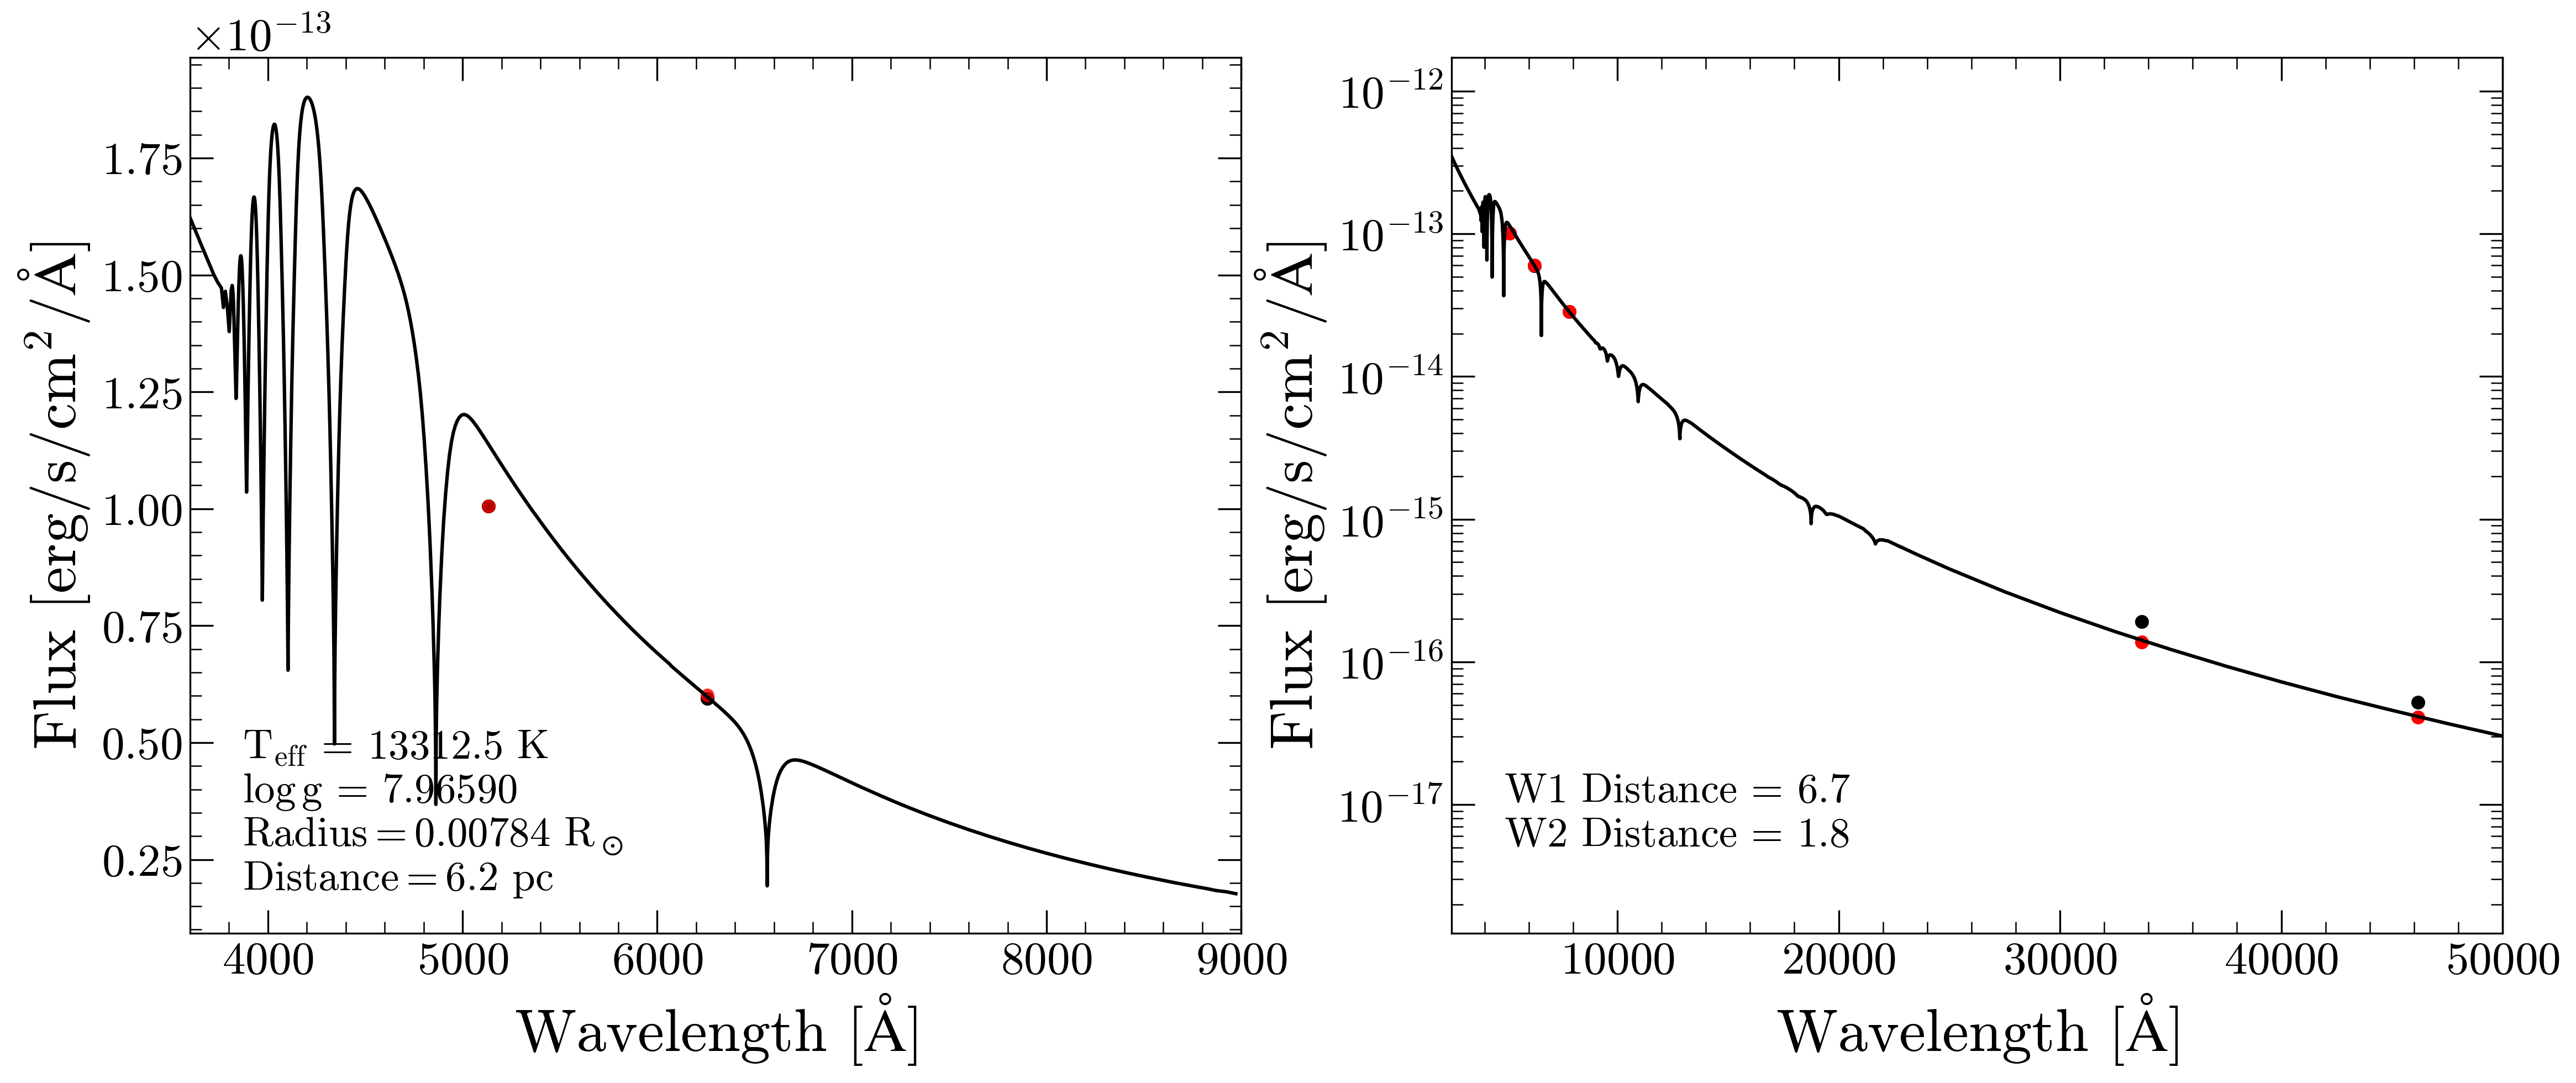 ×10⁻¹³
1.75
1.50
1.25
1.00
0.75
0.50
0.25
Flux [erg/s/cm²/Å]
T_eff = 13312.5 K
log g = 7.96590
Radius = 0.00784 R_⊙
Distance = 6.2 pc
4000 5000 6000 7000 8000 9000
Wavelength [Å]
10⁻¹²
10⁻¹³
10⁻¹⁴
10⁻¹⁵
10⁻¹⁶
10⁻¹⁷
Flux [erg/s/cm²/Å]
W1 Distance = 6.7
W2 Distance = 1.8
10000 20000 30000 40000 50000
Wavelength [Å]